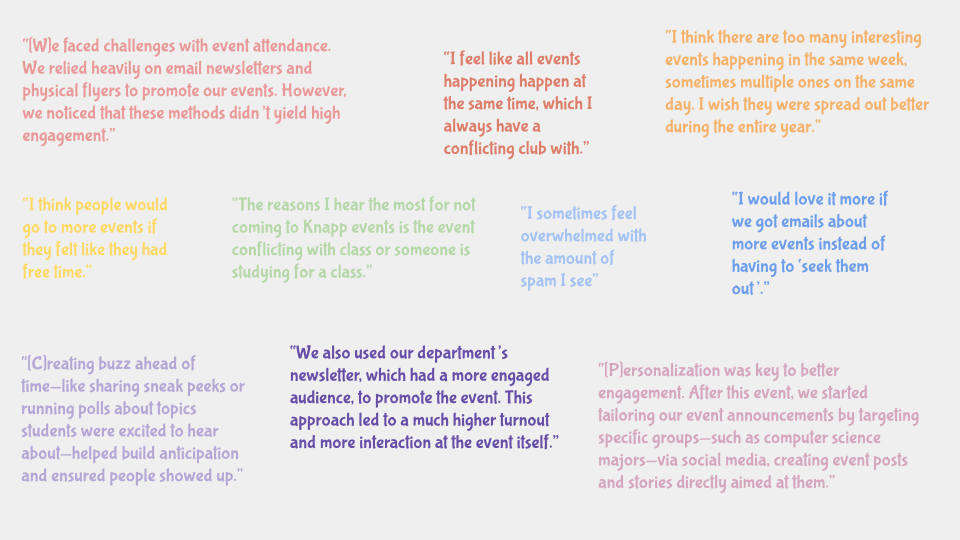 "[W]e faced challenges with event attendance.
We relied heavily on email newsletters and
physical flyers to promote our events. However,
we noticed that these methods didn't yield high
engagement."
"I feel like all events
happening happen at
the same time, which I
always have a
conflicting club with."
"I think there are too many interesting
events happening in the same week,
sometimes multiple ones on the same
day. I wish they were spread out better
during the entire year."
"I think people would
go to more events if
they felt like they had
free time."
"The reasons I hear the most for not
coming to Knapp events is the event
conflicting with class or someone is
studying for a class."
"I sometimes feel
overwhelmed with
the amount of
spam I see"
"I would love it more if
we got emails about
more events instead of
having to 'seek them
out'."
"[C]reating buzz ahead of
time—like sharing sneak peeks or
running polls about topics
students were excited to hear
about—helped build anticipation
and ensured people showed up."
"We also used our department's
newsletter, which had a more engaged
audience, to promote the event. This
approach led to a much higher turnout
and more interaction at the event itself."
"[P]ersonalization was key to better
engagement. After this event, we started
tailoring our event announcements by targeting
specific groups—such as computer science
majors—via social media, creating event posts
and stories directly aimed at them."